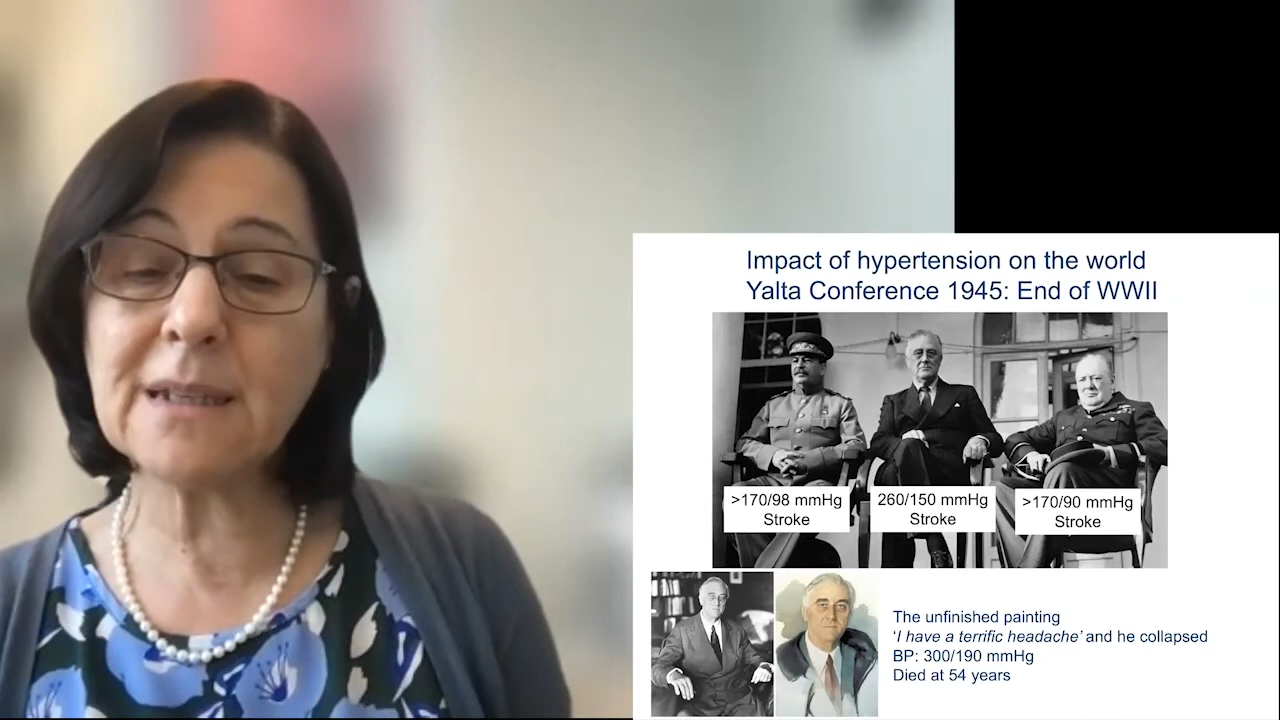 Impact of hypertension on the world
Yalta Conference 1945: End of WWII
>170/98 mmHg
Stroke
260/150 mmHg
Stroke
>170/90 mmHg
Stroke
The unfinished painting
‘I have a terrific headache’ and he collapsed
BP: 300/190 mmHg
Died at 54 years